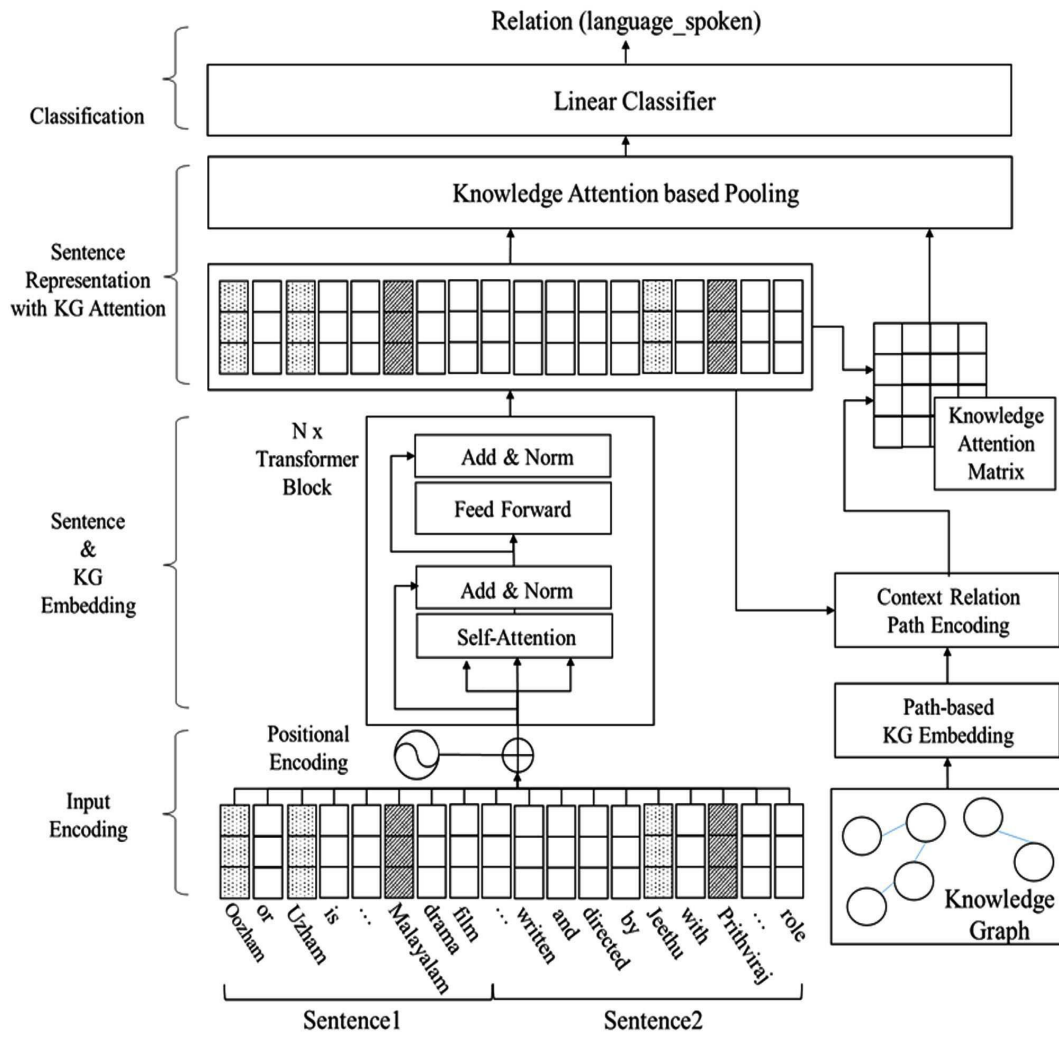 Relation (language_spoken)
Linear Classifier
Classification
Knowledge Attention based Pooling
Sentence
Representation
with KG Attention
Knowledge
Attention
Matrix
N x
Transformer
Block
Add & Norm
Feed Forward
Add & Norm
Self-Attention
Sentence
&
KG
Embedding
Context Relation
Path Encoding
Path-based
KG Embedding
Positional
Encoding
Input
Encoding
Oozham
or
Uzham
is
...
Malayalam
drama
film
...
written
and
directed
by
Jeethu
with
Prithviraj
...
role
Knowledge
Graph
Sentence1
Sentence2